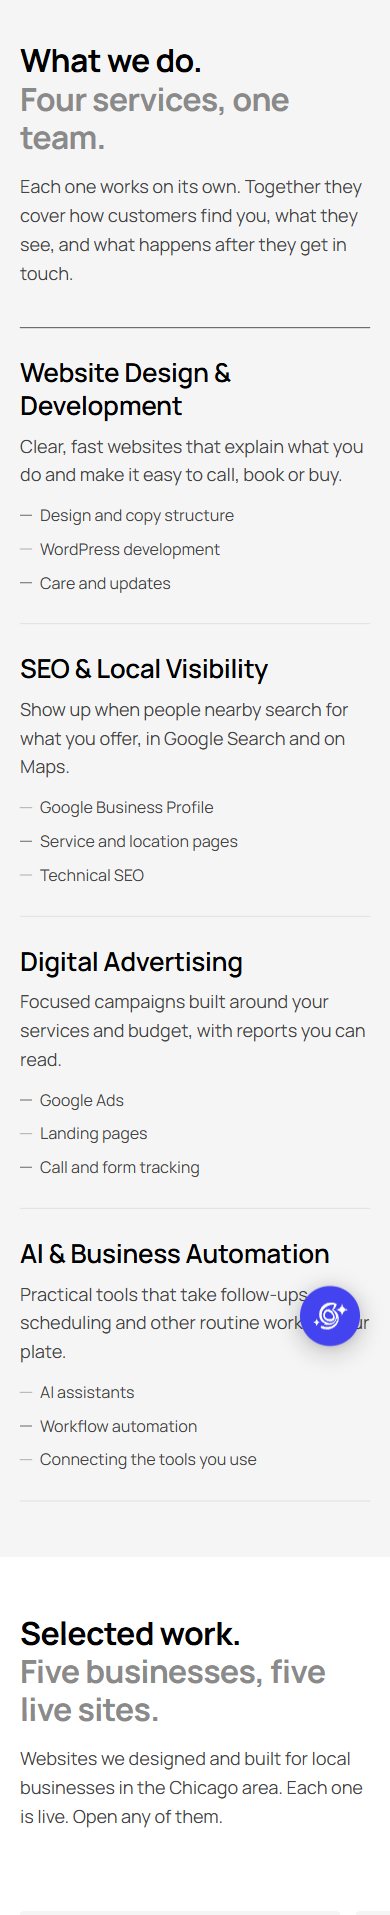 What we do.
Four services, one
team.
Each one works on its own. Together they
cover how customers find you, what they
see, and what happens after they get in
touch.
Website Design &
Development
Clear, fast websites that explain what you
do and make it easy to call, book or buy.
— Design and copy structure
— WordPress development
— Care and updates
SEO & Local Visibility
Show up when people nearby search for
what you offer, in Google Search and on
Maps.
— Google Business Profile
— Service and location pages
— Technical SEO
Digital Advertising
Focused campaigns built around your
services and budget, with reports you can
read.
— Google Ads
— Landing pages
— Call and form tracking
AI & Business Automation
Practical tools that take follow-ups
scheduling and other routine work
plate.
— AI assistants
— Workflow automation
— Connecting the tools you use
Selected work.
Five businesses, five
live sites.
Websites we designed and built for local
businesses in the Chicago area. Each one
is live. Open any of them.